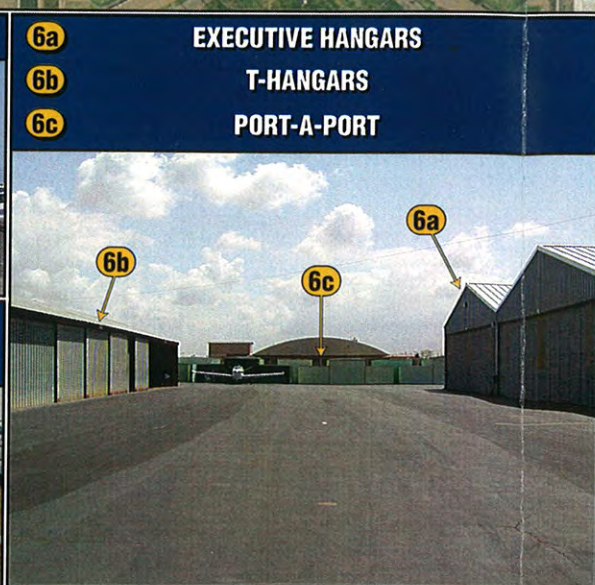 6a EXECUTIVE HANGARS
6b T-HANGARS
6c PORT-A-PORT
6a
6b
6c